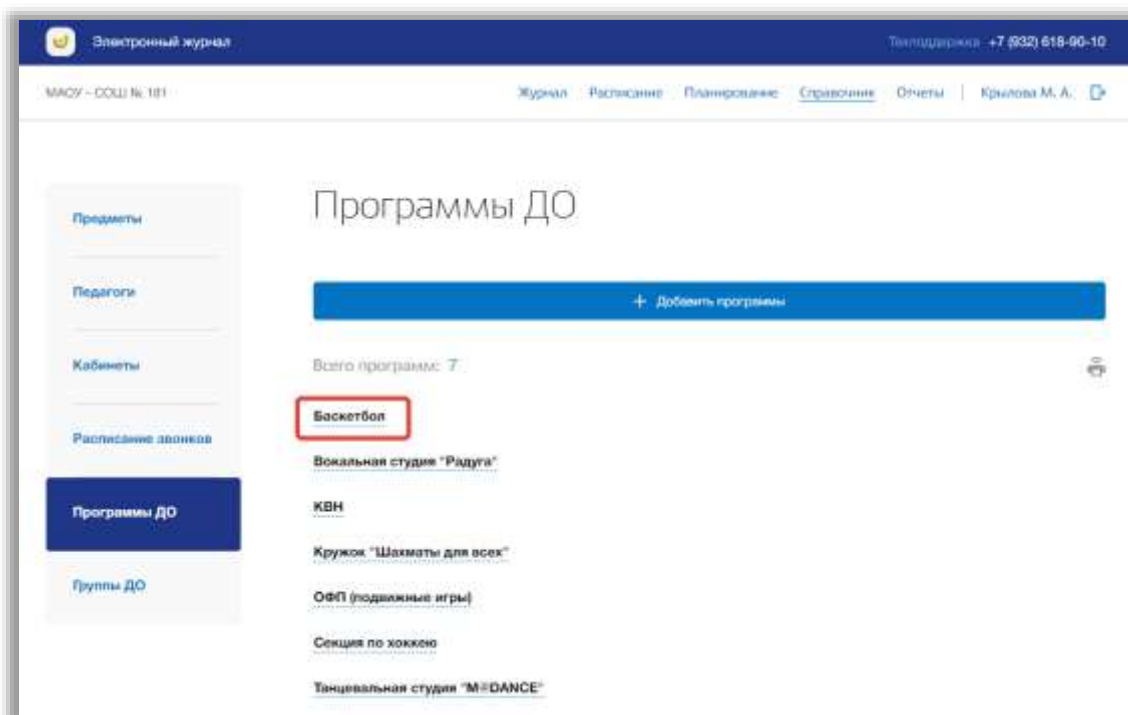 Электронный журнал
Техподдержка +7 (932) 618-90-10
МАОУ - СОШ № 181
Журнал Расписание Планирование Справочник Отчеты Крылова М. А.
Программы ДО
Предметы
Педагоги
Кабинеты
Расписание звонков
Программы ДО
Группы ДО
+ Добавить программы
Всего программ: 7
Баскетбол
Вокальная студия "Радуга"
КВН
Кружок "Шахматы для всех"
ОФП (подвижные игры)
Секция по хоккею
Танцевальная студия "M#DANCE"